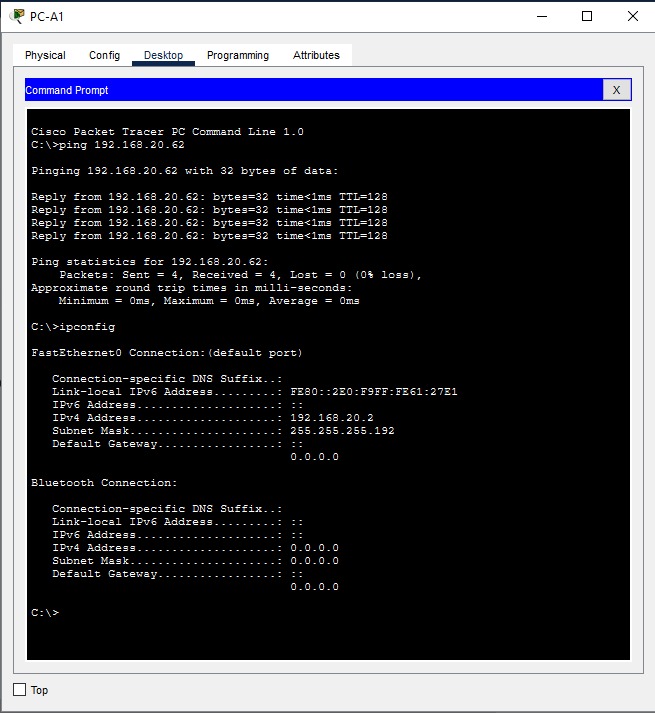 PC-A1
Physical Config Desktop Programming Attributes
Command Prompt X
Cisco Packet Tracer PC Command Line 1.0
C:\>ping 192.168.20.62
Pinging 192.168.20.62 with 32 bytes of data:
Reply from 192.168.20.62: bytes=32 time<1ms TTL=128
Reply from 192.168.20.62: bytes=32 time<1ms TTL=128
Reply from 192.168.20.62: bytes=32 time<1ms TTL=128
Reply from 192.168.20.62: bytes=32 time<1ms TTL=128
Ping statistics for 192.168.20.62:
    Packets: Sent = 4, Received = 4, Lost = 0 (0% loss),
Approximate round trip times in milli-seconds:
    Minimum = 0ms, Maximum = 0ms, Average = 0ms
C:\>ipconfig
FastEthernet0 Connection:(default port)
   Connection-specific DNS Suffix..:
   Link-local IPv6 Address.........: FE80::2E0:F9FF:FE61:27E1
   IPv6 Address....................: ::
   IPv4 Address....................: 192.168.20.2
   Subnet Mask.....................: 255.255.255.192
   Default Gateway.................: ::
                                     0.0.0.0
Bluetooth Connection:
   Connection-specific DNS Suffix..:
   Link-local IPv6 Address.........: ::
   IPv6 Address....................: ::
   IPv4 Address....................: 0.0.0.0
   Subnet Mask.....................: 0.0.0.0
   Default Gateway.................: ::
                                     0.0.0.0
C:\>
Top